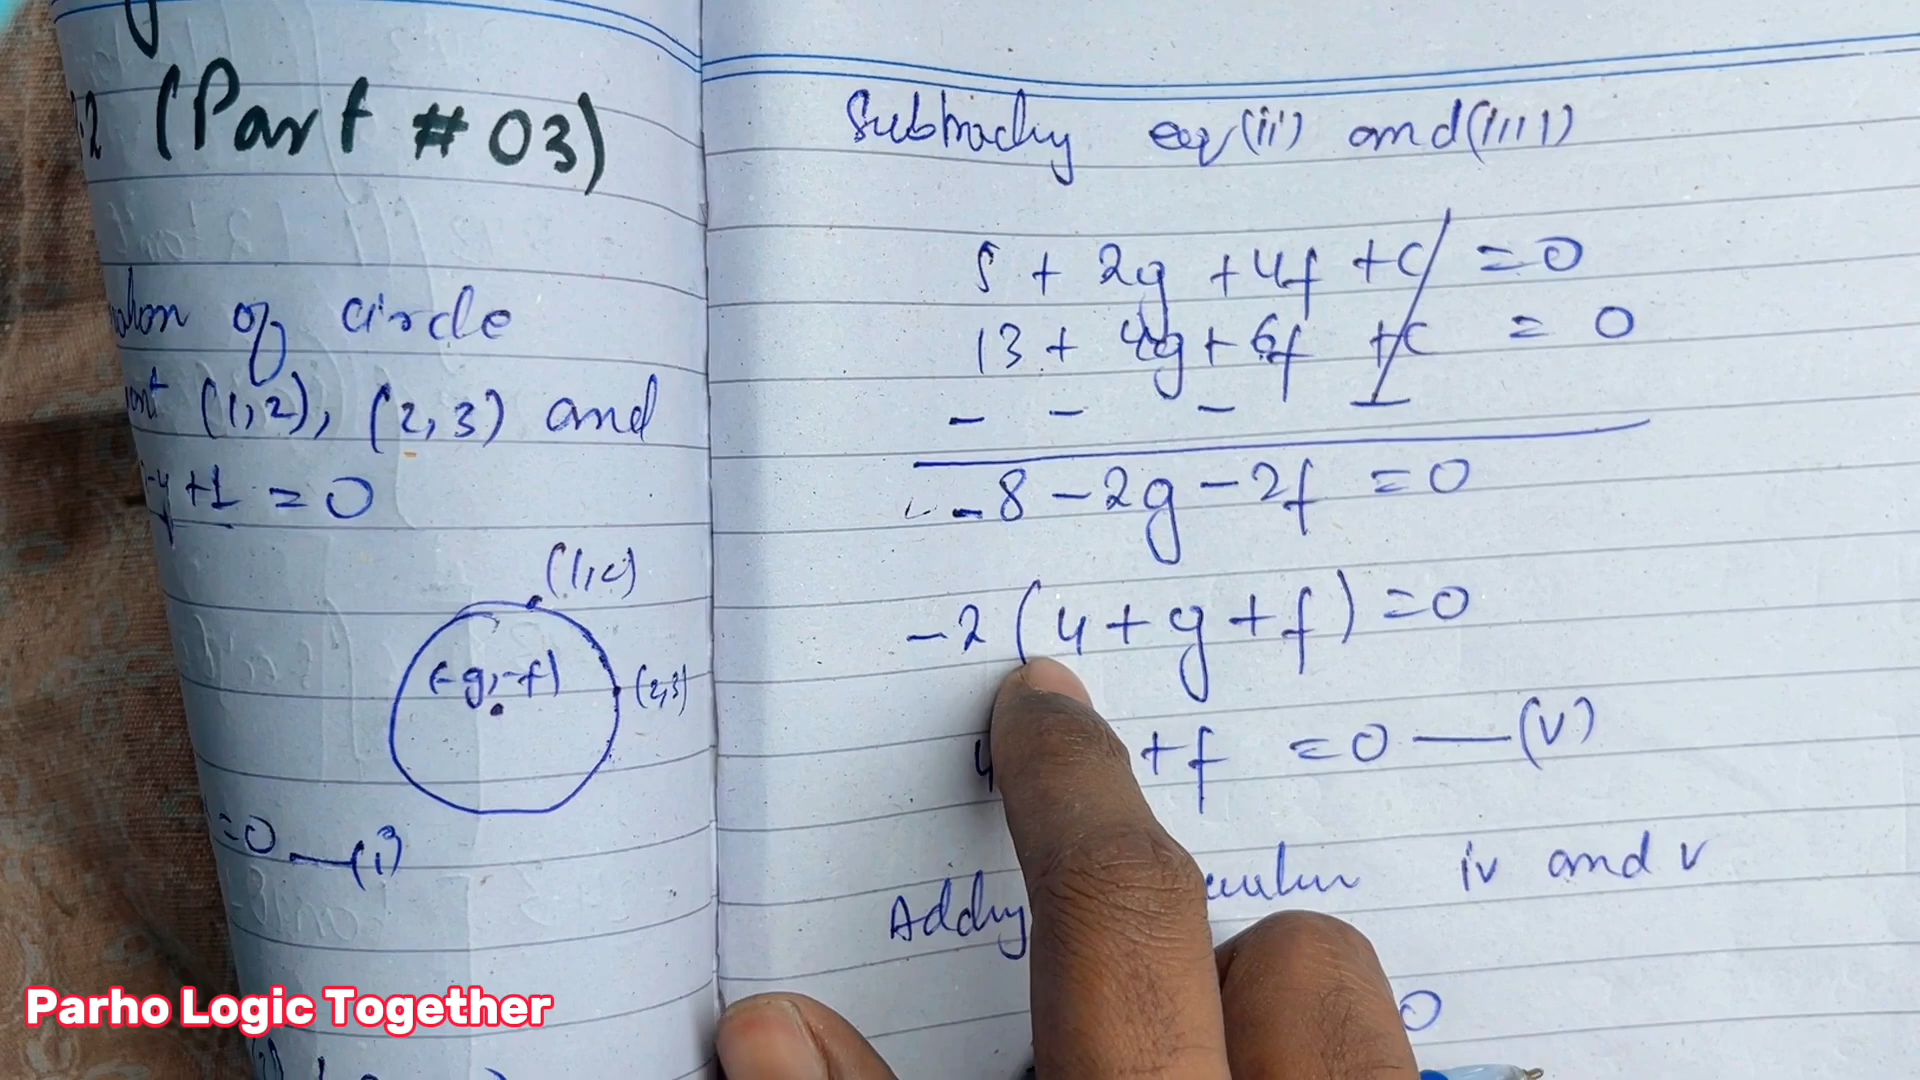 (Part # 03)
of circle
(1,2), (2,3) and
-y +1 = 0
(-g,-f)
(2,3)
=0 —(i)
Subtracting eq (ii) and (iii)
5 + 2g + 4f + c = 0
13 + 4g + 6f + c = 0
- - - -
-8 - 2g - 2f = 0
-2 (4 + g + f) = 0
+ f = 0 — (v)
Adding iv and v
0
Parho Logic Together